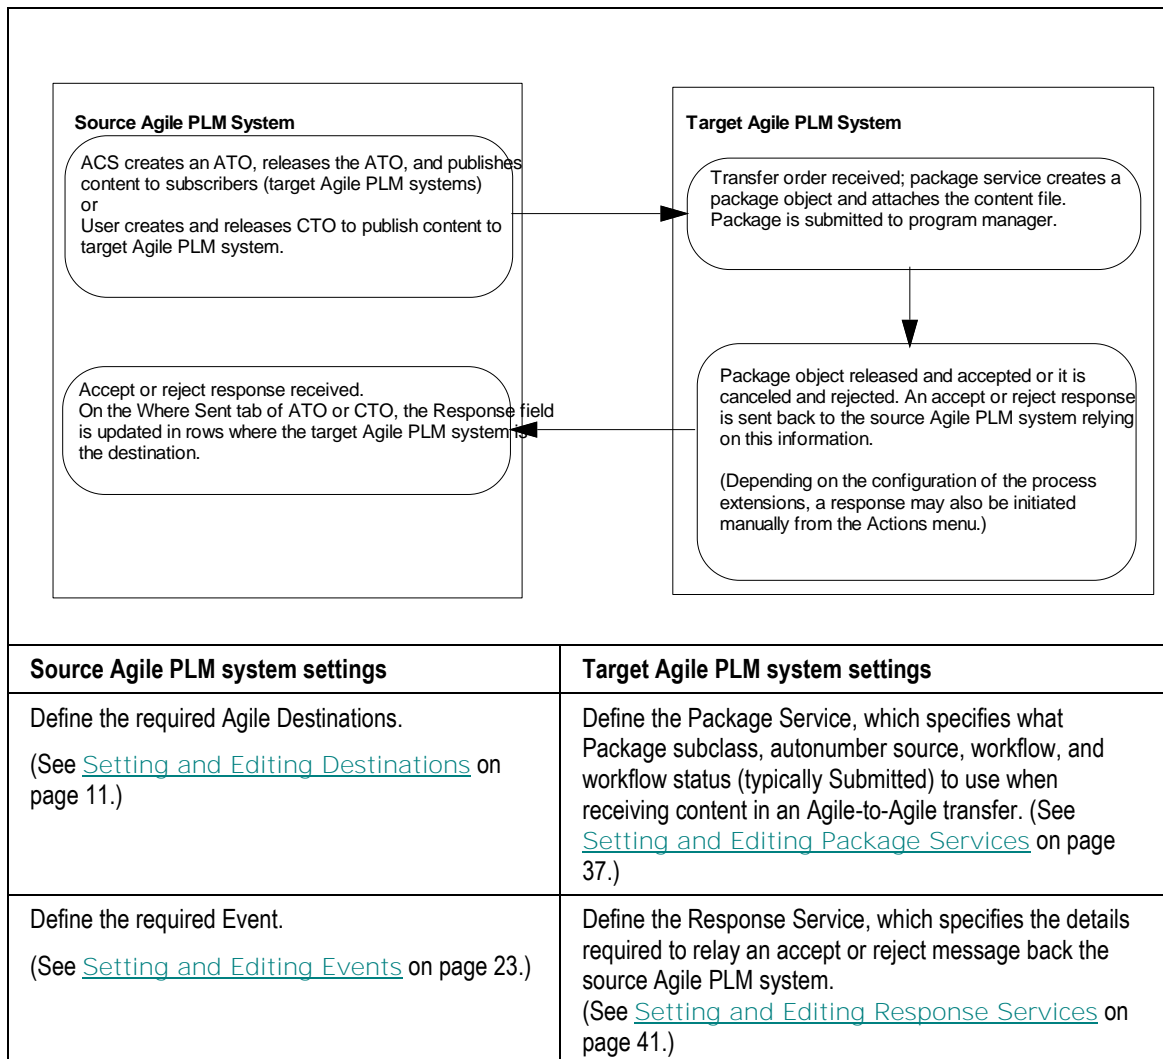 Source Agile PLM System
ACS creates an ATO, releases the ATO, and publishes
content to subscribers (target Agile PLM systems)
or
User creates and releases CTO to publish content to
target Agile PLM system.
Accept or reject response received.
On the Where Sent tab of ATO or CTO, the Response field
is updated in rows where the target Agile PLM system is
the destination.
Target Agile PLM System
Transfer order received; package service creates a
package object and attaches the content file.
Package is submitted to program manager.
Package object released and accepted or it is
canceled and rejected. An accept or reject response
is sent back to the source Agile PLM system relying
on this information.
(Depending on the configuration of the process
extensions, a response may also be initiated
manually from the Actions menu.)
Source Agile PLM system settings
Target Agile PLM system settings
Define the required Agile Destinations.
(See Setting and Editing Destinations on
page 11.)
Define the Package Service, which specifies what
Package subclass, autonumber source, workflow, and
workflow status (typically Submitted) to use when
receiving content in an Agile-to-Agile transfer. (See
Setting and Editing Package Services on page
37.)
Define the required Event.
(See Setting and Editing Events on page 23.)
Define the Response Service, which specifies the details
required to relay an accept or reject message back the
source Agile PLM system.
(See Setting and Editing Response Services on
page 41.)